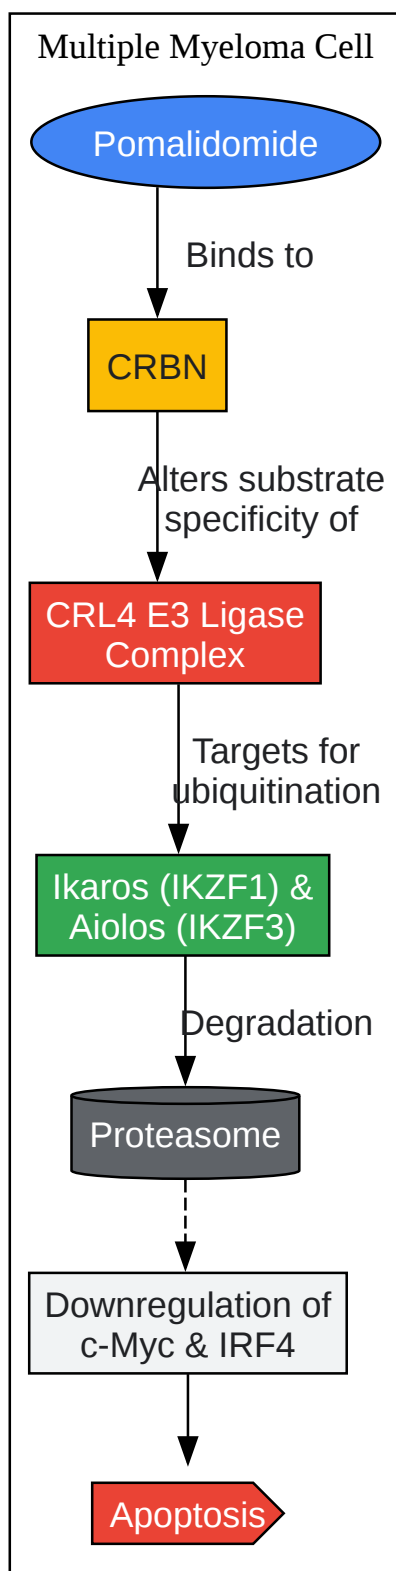 Multiple Myeloma Cell
Pomalidomide
Binds to
CRBN
Alters substrate
specificity of
CRL4 E3 Ligase
Complex
Targets for
ubiquitination
Ikaros (IKZF1) &
Aiolos (IKZF3)
Degradation
Proteasome
Downregulation of
c-Myc & IRF4
Apoptosis